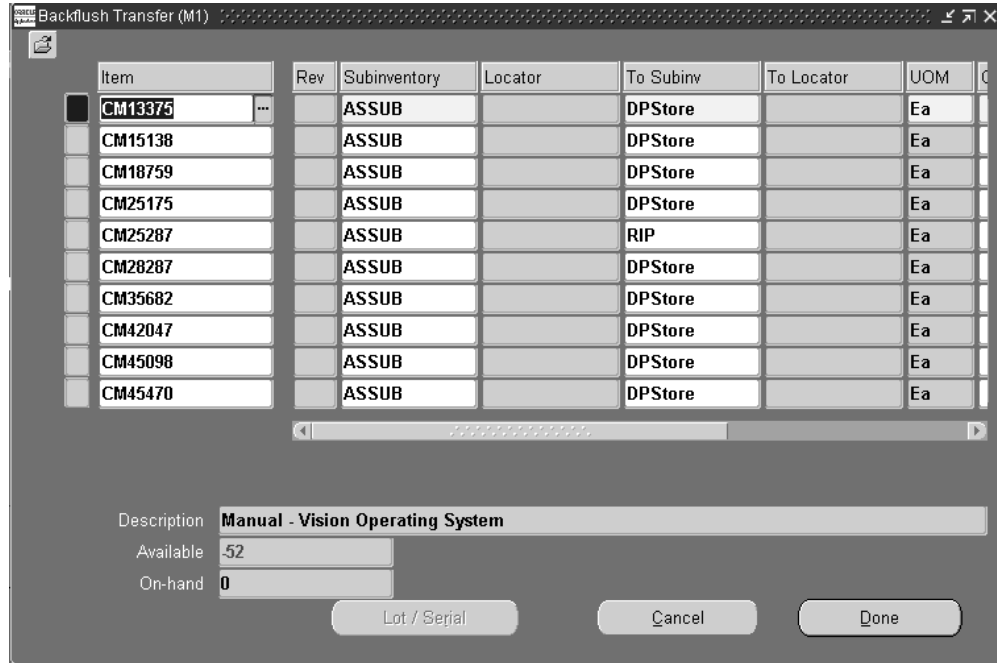 Backflush Transfer (M1)
Item Rev Subinventory Locator To Subinv To Locator UOM
CM13375 ... ASSUB DPStore Ea
CM15138 ASSUB DPStore Ea
CM18759 ASSUB DPStore Ea
CM25175 ASSUB DPStore Ea
CM25287 ASSUB RIP Ea
CM28287 ASSUB DPStore Ea
CM35682 ASSUB DPStore Ea
CM42047 ASSUB DPStore Ea
CM45098 ASSUB DPStore Ea
CM45470 ASSUB DPStore Ea
Description Manual - Vision Operating System
Available -52
On-hand 0
Lot / Serial Cancel Done